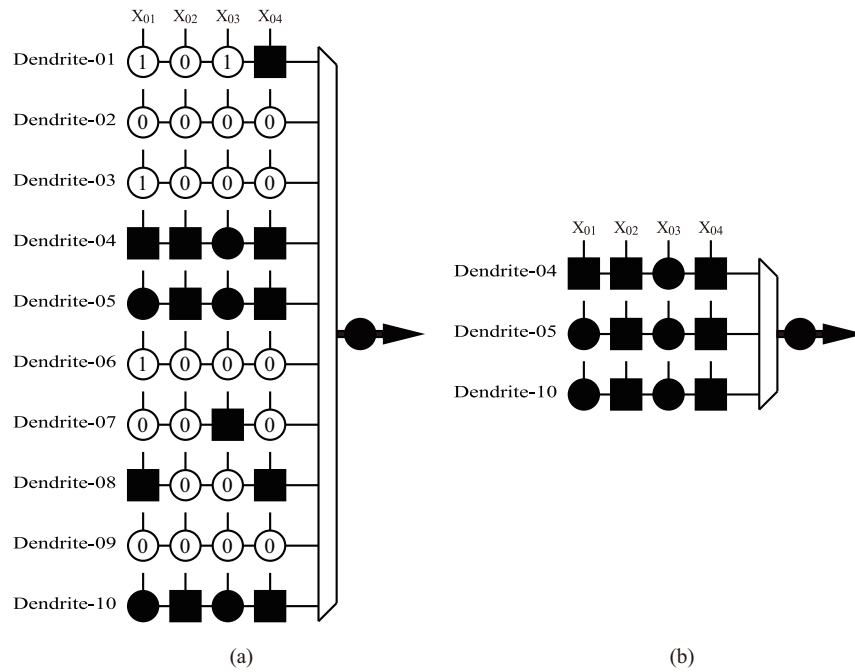 X01 X02 X03 X04
Dendrite-01 1 0 1
Dendrite-02 0 0 0 0
Dendrite-03 1 0 0 0
Dendrite-04
Dendrite-05
Dendrite-06 1 0 0 0
Dendrite-07 0 0 0
Dendrite-08 0 0
Dendrite-09 0 0 0 0
Dendrite-10
(a)
X01 X02 X03 X04
Dendrite-04
Dendrite-05
Dendrite-10
(b)